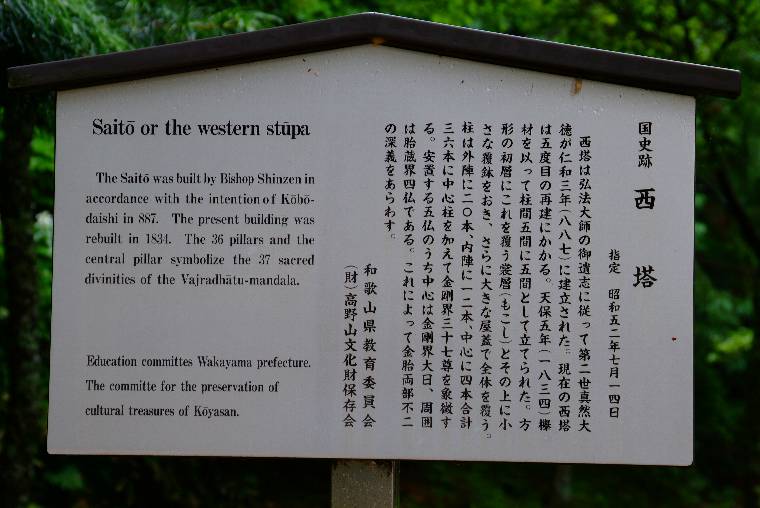 Saitō or the western stūpa
The Saitō was built by Bishop Shinzen in
accordance with the intention of Kōbō-
daishi in 887. The present building was
rebuilt in 1834. The 36 pillars and the
central pillar symbolize the 37 sacred
divinities of the Vajradhātu-mandala.
Education committes Wakayama prefecture.
The committe for the preservation of
cultural treasures of Kōyasan.
国史跡 西塔
指定 昭和五二年七月一四日
西塔は弘法大師の御遺志に従って第二世真然大
徳が仁和三年(八八七)に建立された。現在の西塔
は五度目の再建にかかる。天保五年(一八三四)欅
材を以って柱間五間に五間として立てられた。方
形の初層にこれを覆う裳層(もこし)とその上に小
さな覆鉢をおき、さらに大きな屋蓋で全体を覆う。
柱は外陣に二〇本、内陣に一二本、中心に四本合計
三六本に中心柱を加えて金剛界三十七尊を象徴す
る。安置する五仏のうち中心は金剛界大日、周囲
は胎蔵界四仏である。これによって金胎両部不二
の深義をあらわす。
和歌山県教育委員会
(財)高野山文化財保存会